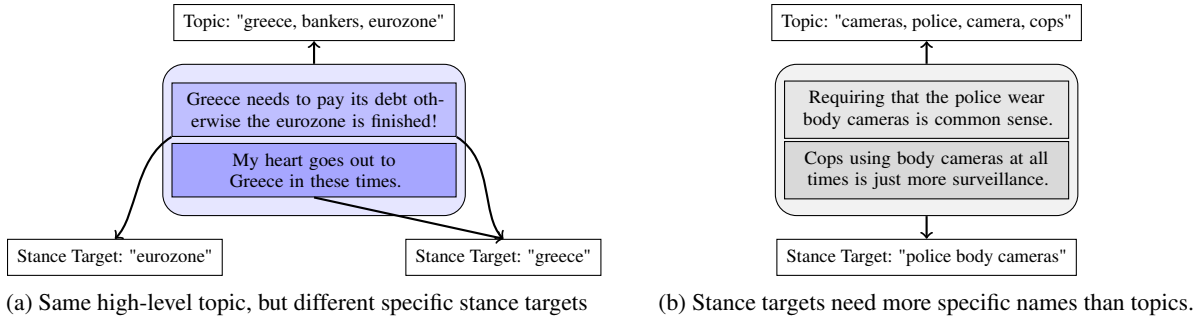 Topic: "greece, bankers, eurozone"
Greece needs to pay its debt oth-
erwise the eurozone is finished!
My heart goes out to
Greece in these times.
Stance Target: "eurozone"
Stance Target: "greece"
(a) Same high-level topic, but different specific stance targets
Topic: "cameras, police, camera, cops"
Requiring that the police wear
body cameras is common sense.
Cops using body cameras at all
times is just more surveillance.
Stance Target: "police body cameras"
(b) Stance targets need more specific names than topics.